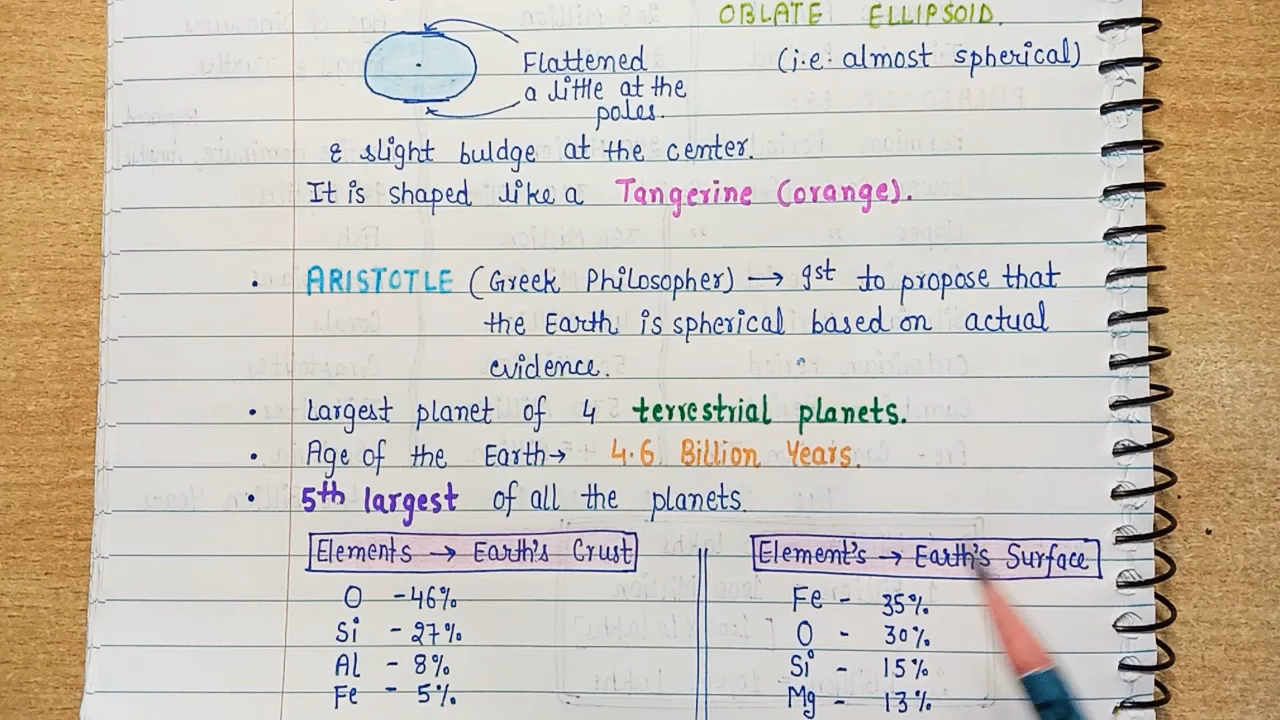 OBLATE ELLIPSOID.
Flattened (i.e. almost spherical)
a little at the
poles.
& slight buldge at the center.
It is shaped like a Tangerine (orange).
• ARISTOTLE (Greek Philosopher) → 1st to propose that
the Earth is spherical based on actual
evidence.
• Largest planet of 4 terrestrial planets.
• Age of the Earth → 4.6 Billion Years.
• 5th largest of all the planets.
Elements → Earth's Crust
O - 46%
Si - 27%
Al - 8%
Fe - 5%
Element's → Earth's Surface
Fe - 35%
O - 30%
Si - 15%
Mg - 13%